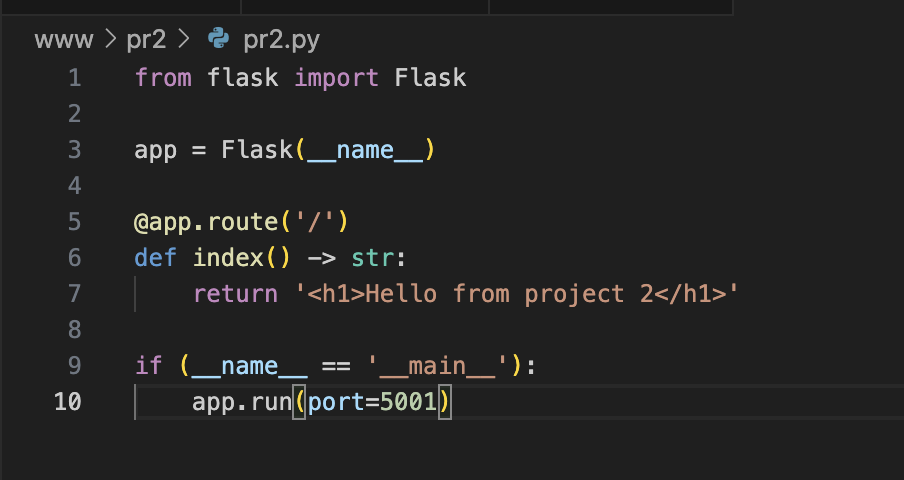 www > pr2 > pr2.py
1 from flask import Flask
2
3 app = Flask(__name__)
4
5 @app.route('/')
6 def index() -> str:
7     return '<h1>Hello from project 2</h1>'
8
9 if (__name__ == '__main__'):
10     app.run(port=5001)